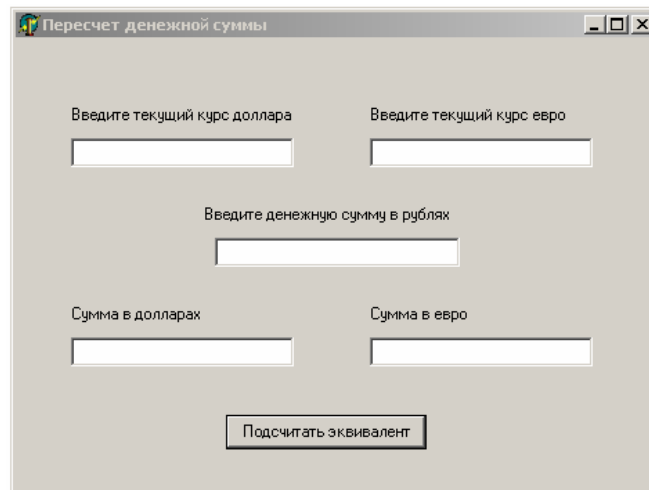 Пересчет денежной суммы
Введите текущий курс доллара
Введите текущий курс евро
Введите денежную сумму в рублях
Сумма в долларах
Сумма в евро
Подсчитать эквивалент